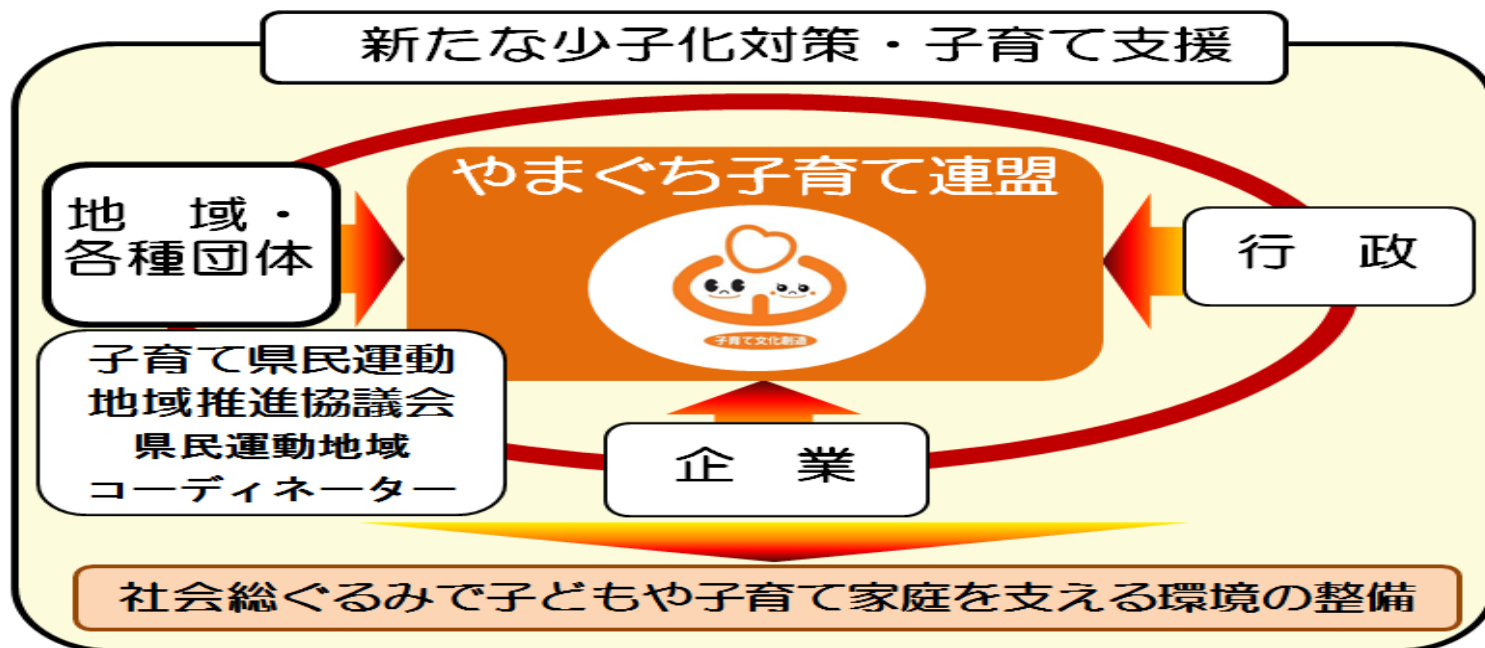 新たな少子化対策・子育て支援
やまぐち子育て連盟
子育て文化創造
地　域・
各種団体
行　政
子育て県民運動
地域推進協議会
県民運動地域
コーディネーター
企　業
社会総ぐるみで子どもや子育て家庭を支える環境の整備